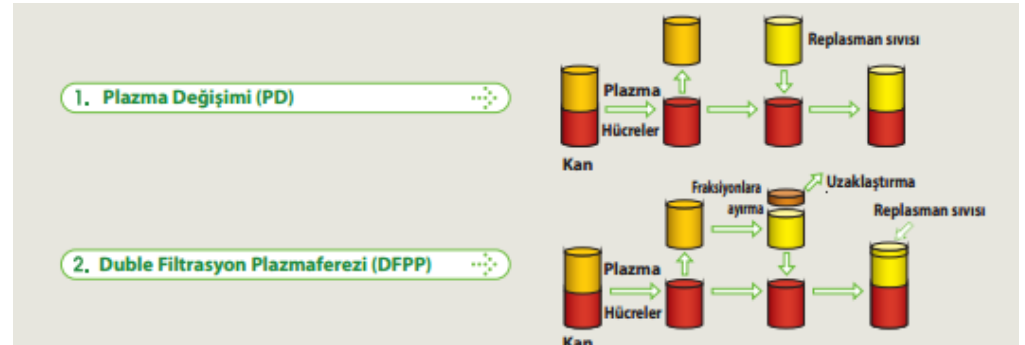 1. Plazma Değişimi (PD)
Replasman sıvısı
Plazma
Hücreler
Kan
2. Duble Filtrasyon Plazmaferezi (DFPP)
Fraksiyonlara
ayırma
Uzaklaştırma
Replasman sıvısı
Plazma
Hücreler
Kan